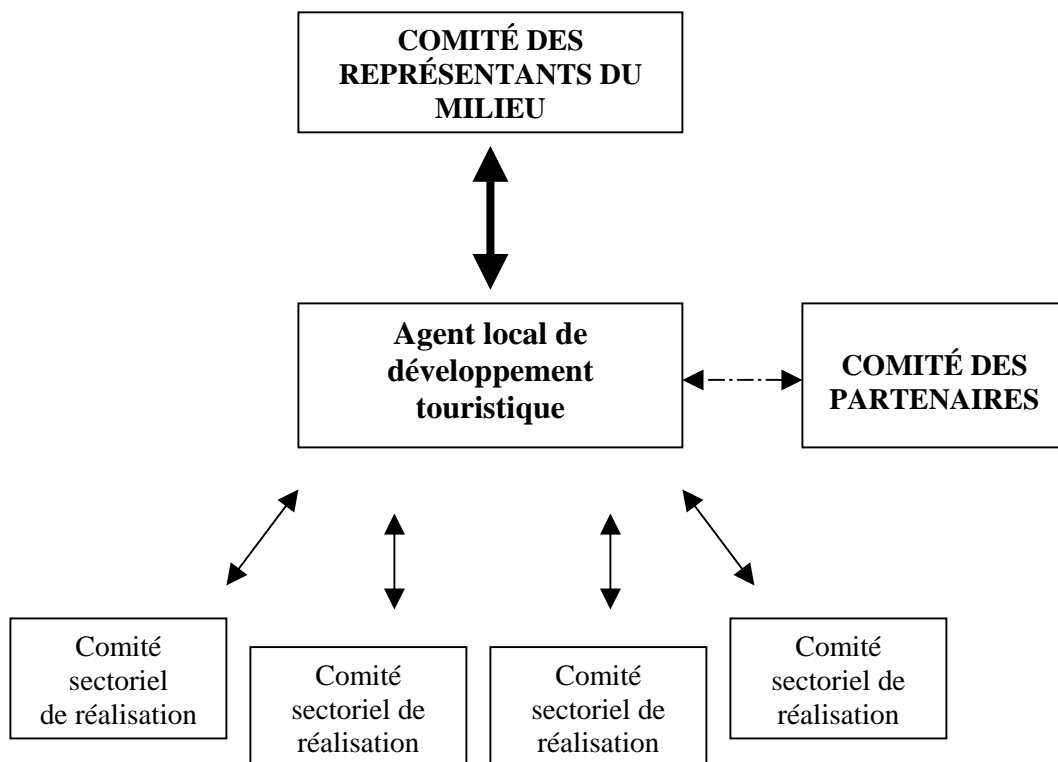 COMITÉ DES
REPRÉSENTANTS DU
MILIEU
Agent local de
développement
touristique
COMITÉ DES
PARTENAIRES
Comité
sectoriel
de réalisation
Comité
sectoriel de
réalisation
Comité
sectoriel de
réalisation
Comité
sectoriel de
réalisation